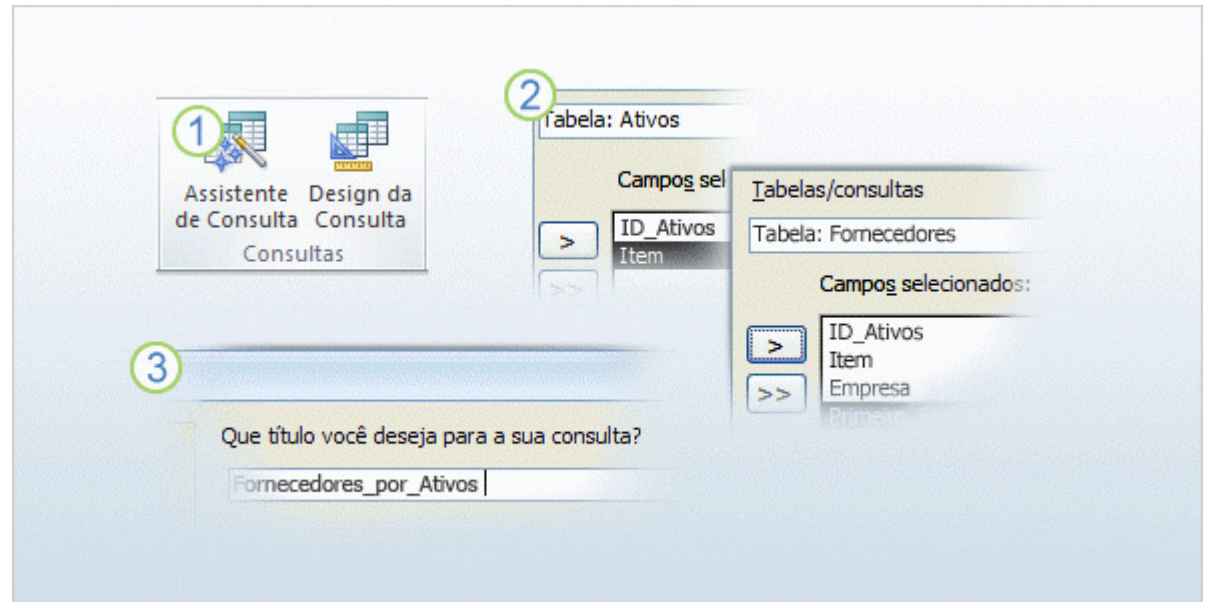 1
Assistente de Consulta
Design da Consulta
Consultas
2
Tabela: Ativos
Campos sel
>
ID_Ativos
Item
>>
Tabelas/consultas
Tabela: Fornecedores
Campos selecionados:
>
ID_Ativos
Item
>>
Empresa
3
Que título você deseja para a sua consulta?
Fornecedores_por_Ativos